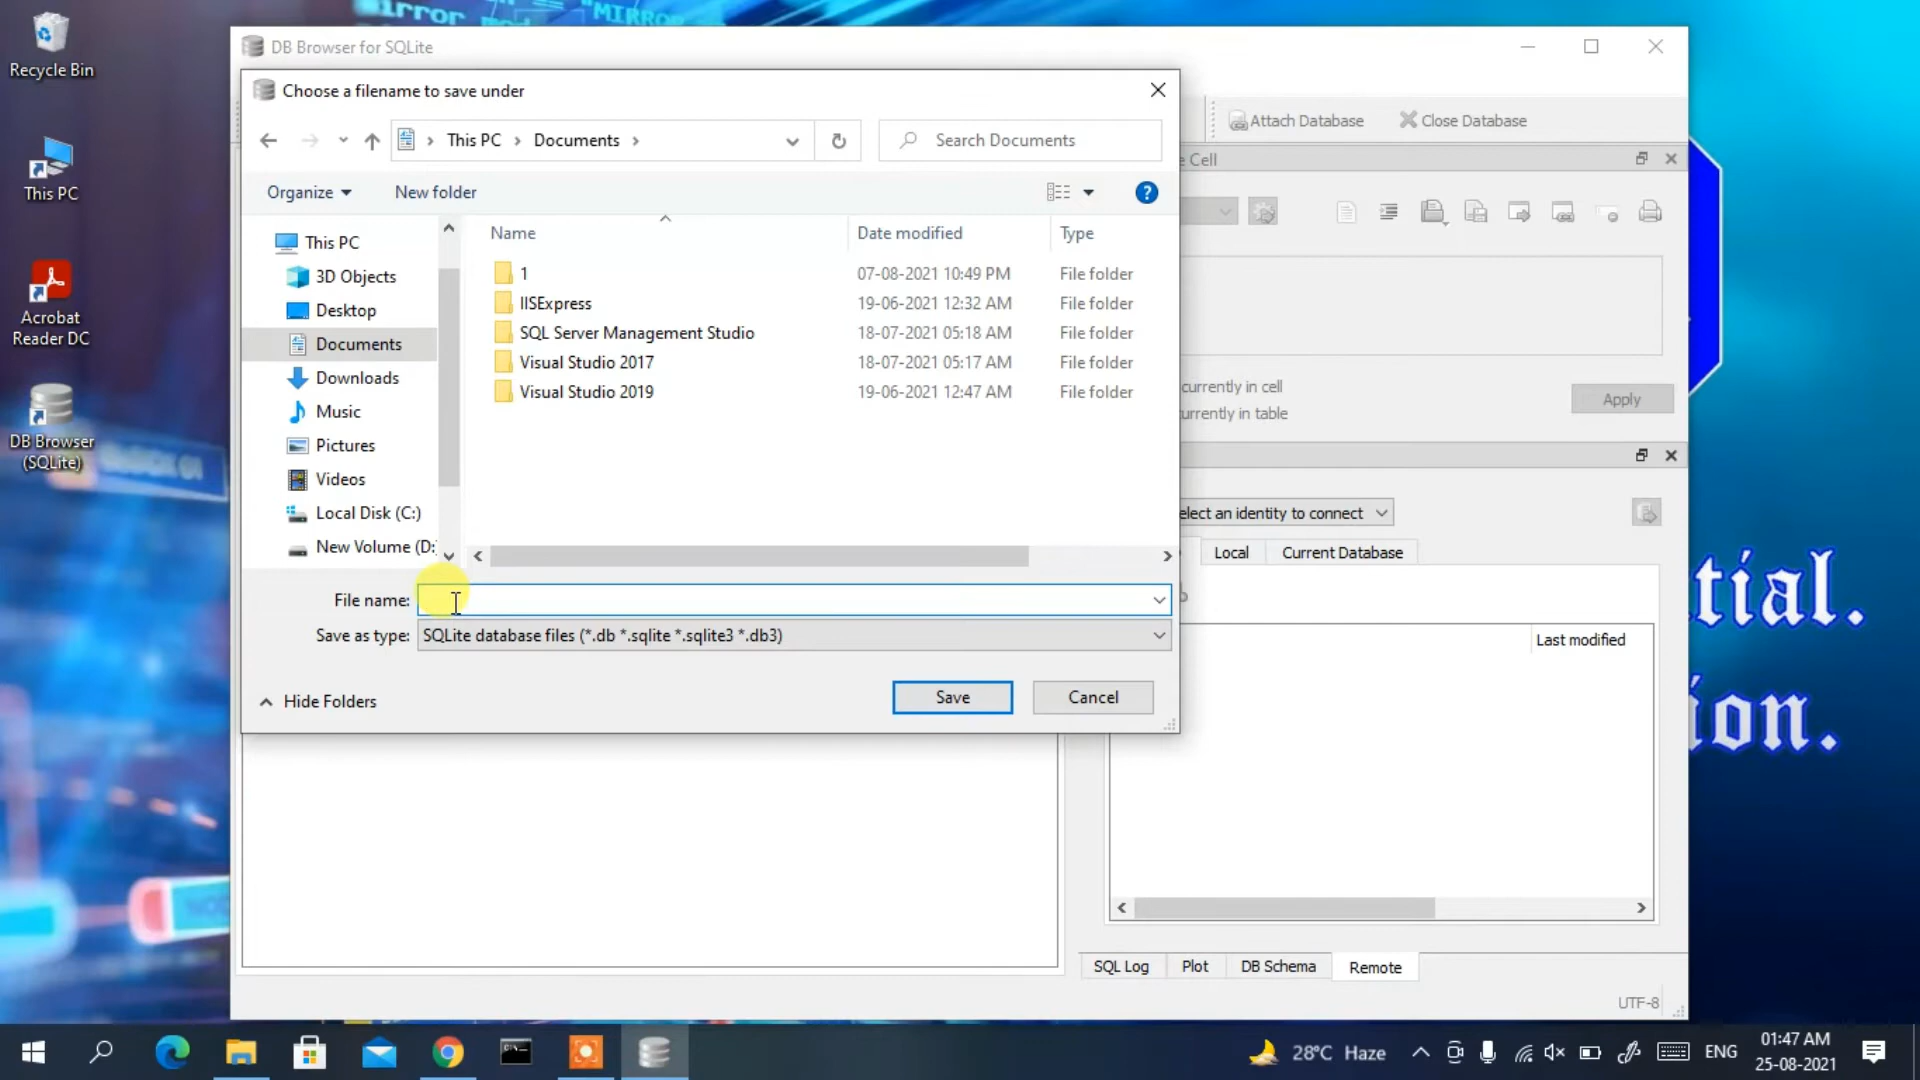 Recycle Bin
This PC
Acrobat
Reader DC
DB Browser
(SQLite)
DB Browser for SQLite
Choose a filename to save under
This PC
Documents
Search Documents
Organize
New folder
?
This PC
3D Objects
Desktop
Documents
Downloads
Music
Pictures
Videos
Local Disk (C:)
New Volume (D:
Name
Date modified
Type
1
07-08-2021 10:49 PM
File folder
IISExpress
19-06-2021 12:32 AM
File folder
SQL Server Management Studio
18-07-2021 05:18 AM
File folder
Visual Studio 2017
18-07-2021 05:17 AM
File folder
Visual Studio 2019
19-06-2021 12:47 AM
File folder
File name:
Save as type:
SQLite database files (*.db *.sqlite *.sqlite3 *.db3)
Hide Folders
Save
Cancel
Attach Database
Close Database
e Cell
currently in cell
urrently in table
Apply
elect an identity to connect
Local
Current Database
Last modified
SQL Log
Plot
DB Schema
Remote
UTF-8
tial.
ion.
28°C Haze
ENG
01:47 AM
25-08-2021